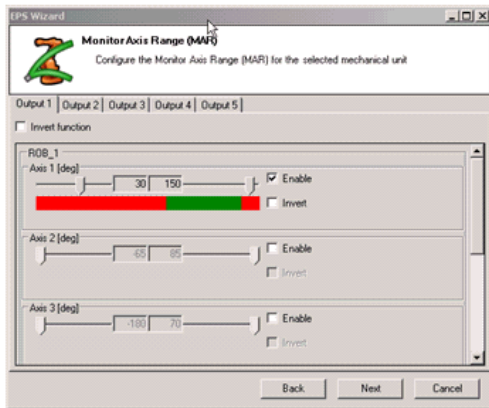 EPS Wizard
Monitor Axis Range (MAR)
Configure the Monitor Axis Range (MAR) for the selected mechanical unit
Output 1 Output 2 Output 3 Output 4 Output 5
Invert function
ROB_1
Axis 1 [deg]
30 150 Enable
Invert
Axis 2 [deg]
-65 85 Enable
Invert
Axis 3 [deg]
-180 70 Enable
Invert
Back Next Cancel